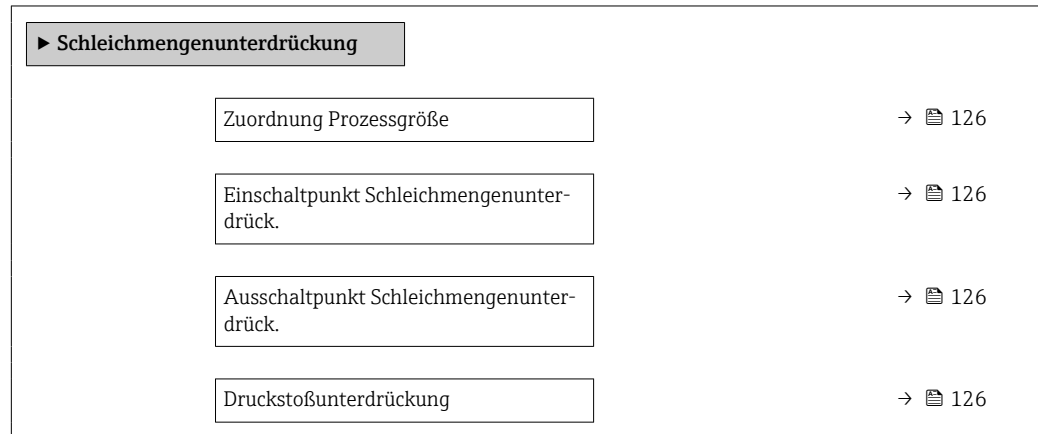 ▶ Schleichmengenunterdrückung
Zuordnung Prozessgröße → 126
Einschaltpunkt Schleichmengenunter- → 126
drück.
Ausschaltpunkt Schleichmengenunter- → 126
drück.
Druckstoßunterdrückung → 126